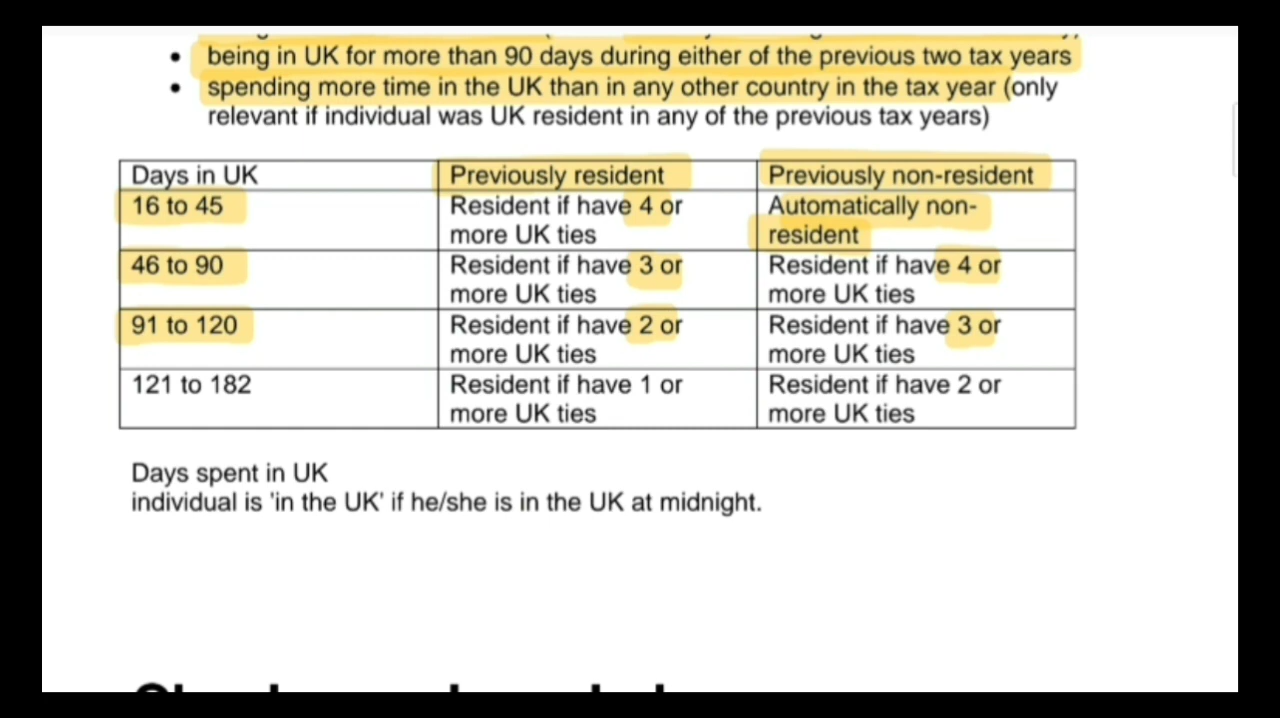 being in UK for more than 90 days during either of the previous two tax years
spending more time in the UK than in any other country in the tax year (only
relevant if individual was UK resident in any of the previous tax years)
Days in UK
Previously resident
Previously non-resident
16 to 45
Resident if have 4 or
more UK ties
Automatically non-
resident
46 to 90
Resident if have 3 or
more UK ties
Resident if have 4 or
more UK ties
91 to 120
Resident if have 2 or
more UK ties
Resident if have 3 or
more UK ties
121 to 182
Resident if have 1 or
more UK ties
Resident if have 2 or
more UK ties
Days spent in UK
individual is 'in the UK' if he/she is in the UK at midnight.